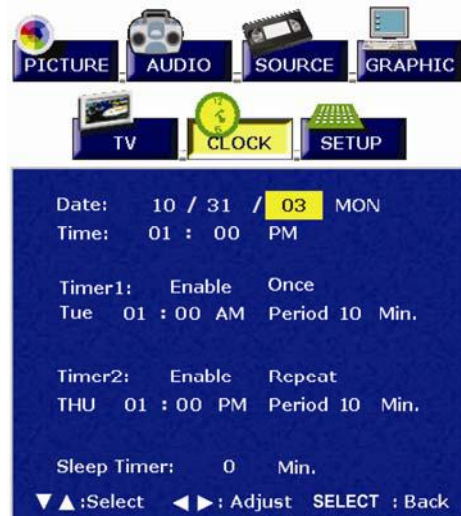 PICTURE AUDIO SOURCE GRAPHIC
TV CLOCK SETUP
Date: 10 / 31 / 03 MON
Time: 01 : 00 PM
Timer1: Enable Once
Tue 01 : 00 AM Period 10 Min.
Timer2: Enable Repeat
THU 01 : 00 PM Period 10 Min.
Sleep Timer: 0 Min.
▼▲:Select ◀▶: Adjust SELECT : Back